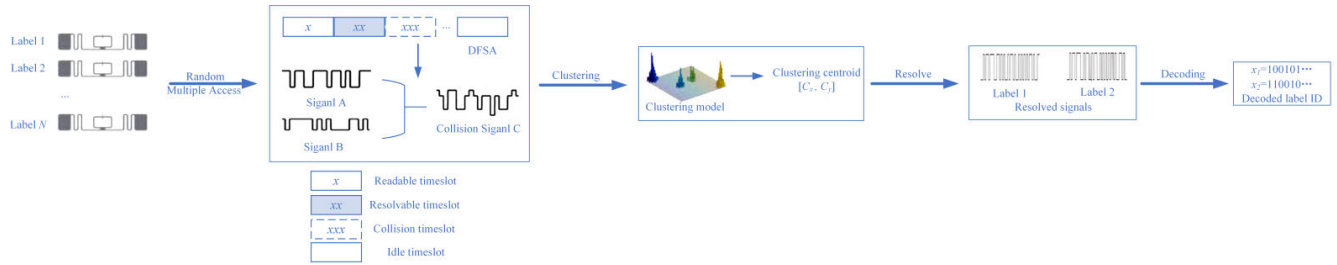 Label 1
Label 2
...
Label N
Random
Multiple Access
x
xx
xxx
...
DFSA
Siganl A
Siganl B
Collision Siganl C
x
Readable timeslot
xx
Resolvable timeslot
xxx
Collision timeslot
Idle timeslot
Clustering
Clustering model
Clustering centroid
[Cx, Cy]
Resolve
Label 1
Label 2
Resolved signals
Decoding
x1=100101···
x2=110010···
Decoded label ID